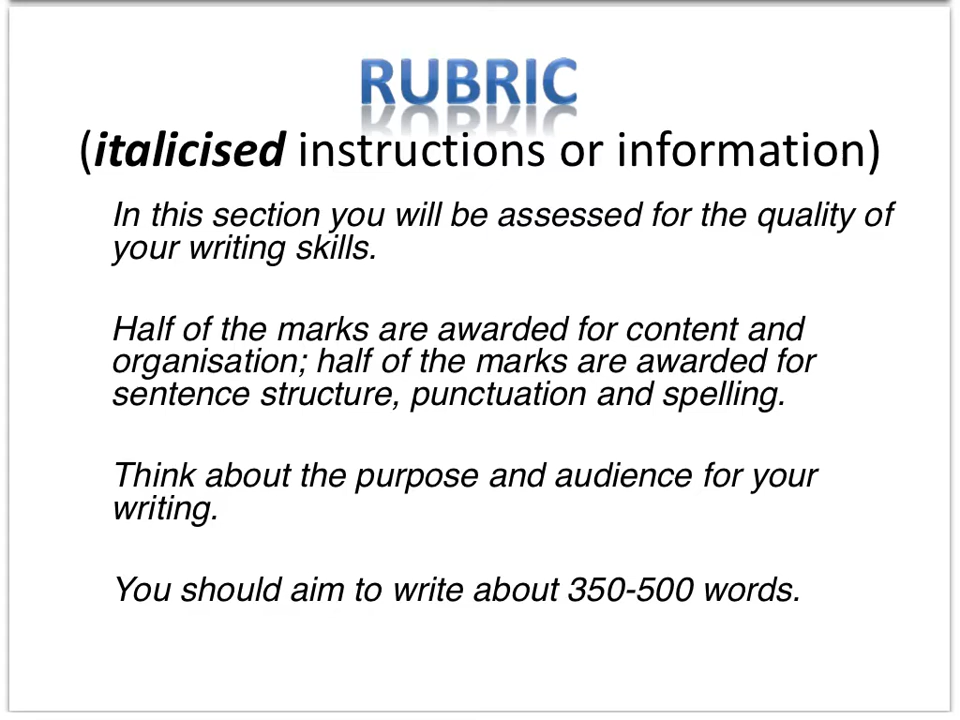 RUBRIC
(italicised instructions or information)
In this section you will be assessed for the quality of
your writing skills.
Half of the marks are awarded for content and
organisation; half of the marks are awarded for
sentence structure, punctuation and spelling.
Think about the purpose and audience for your
writing.
You should aim to write about 350-500 words.